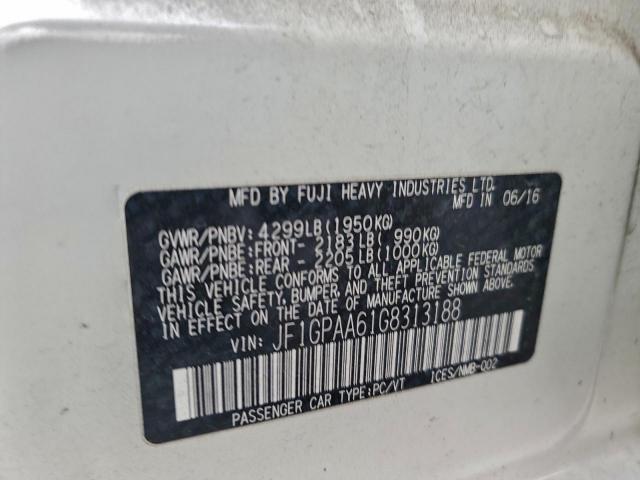 MFD BY FUJI HEAVY INDUSTRIES LTD.
MFD IN 06/16
GVWR/PNBV: 4299LB(1950KG)
GAWR/PNBE:FRONT- 2183LB( 990KG)
GAWR/PNBE:REAR - 2205LB(1000KG)
THIS VEHICLE CONFORMS TO ALL APPLICABLE FEDERAL MOTOR
VEHICLE SAFETY, BUMPER, AND THEFT PREVENTION STANDARDS
IN EFFECT ON THE DATE OF MANUFACTURE SHOWN ABOVE.
VIN: JF1GPAA61G8313188
PASSENGER CAR TYPE:PC/VT ICES/NMB-002